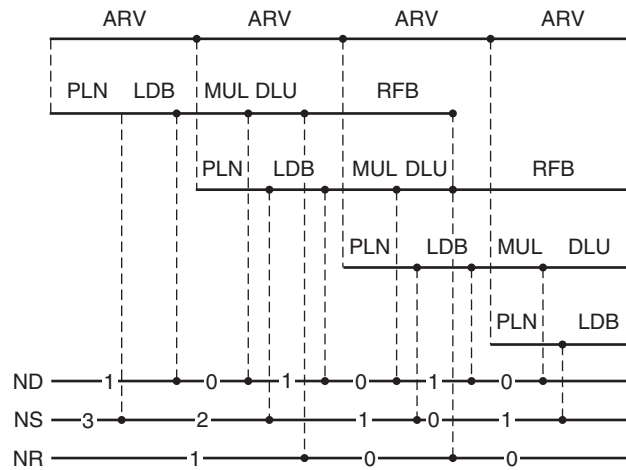 ARV ARV ARV ARV
PLN LDB MUL DLU RFB
PLN LDB MUL DLU RFB
PLN LDB MUL DLU
PLN LDB
ND 1 0 1 0 1 0
NS 3 2 1 0 1
NR 1 0 0